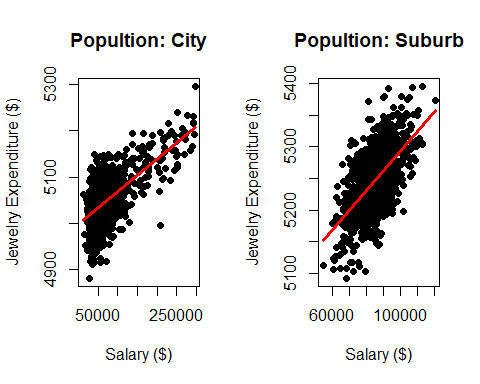 Popultion: City
Jewelry Expenditure ($)
5300
5100
4900
50000
250000
Salary ($)
Popultion: Suburb
Jewelry Expenditure ($)
5400
5300
5200
5100
60000
100000
Salary ($)